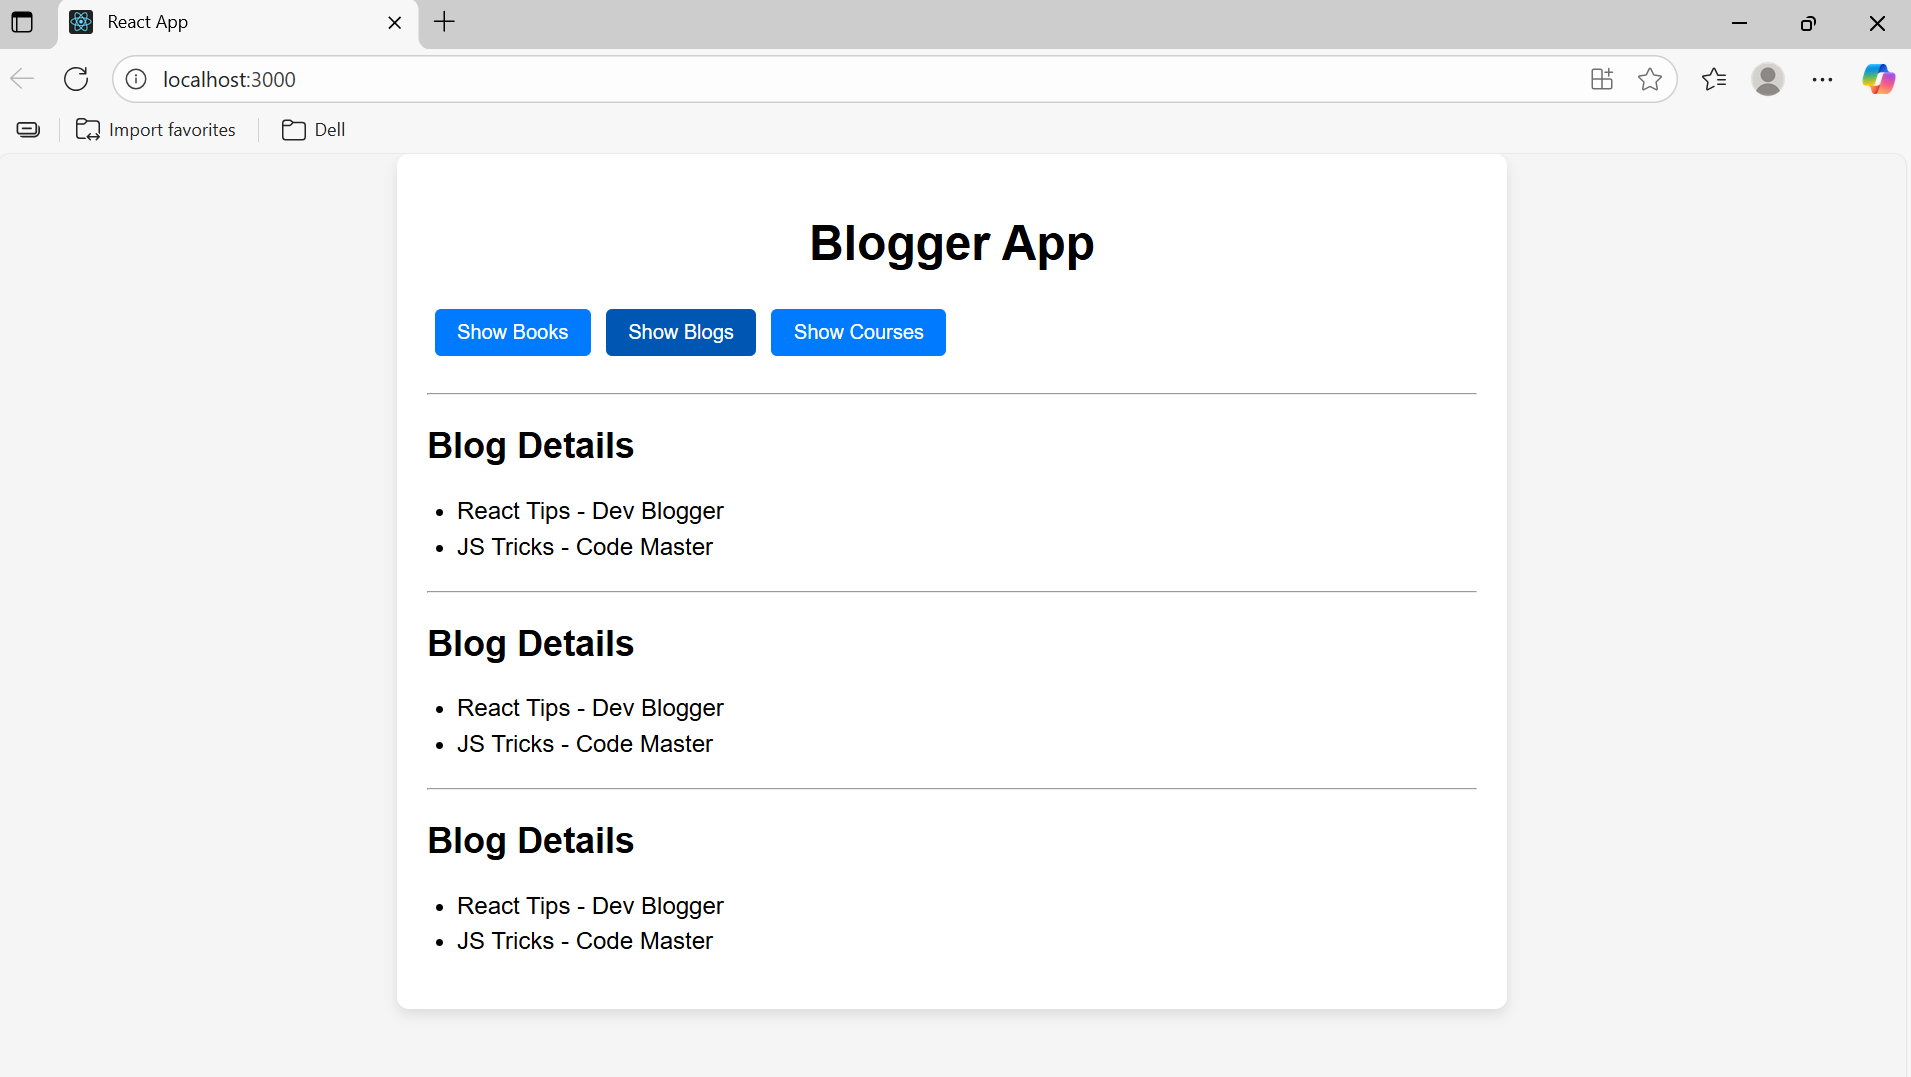 React App
localhost:3000
Import favorites
Dell
Blogger App
Show Books
Show Blogs
Show Courses
Blog Details
React Tips - Dev Blogger
JS Tricks - Code Master
Blog Details
React Tips - Dev Blogger
JS Tricks - Code Master
Blog Details
React Tips - Dev Blogger
JS Tricks - Code Master